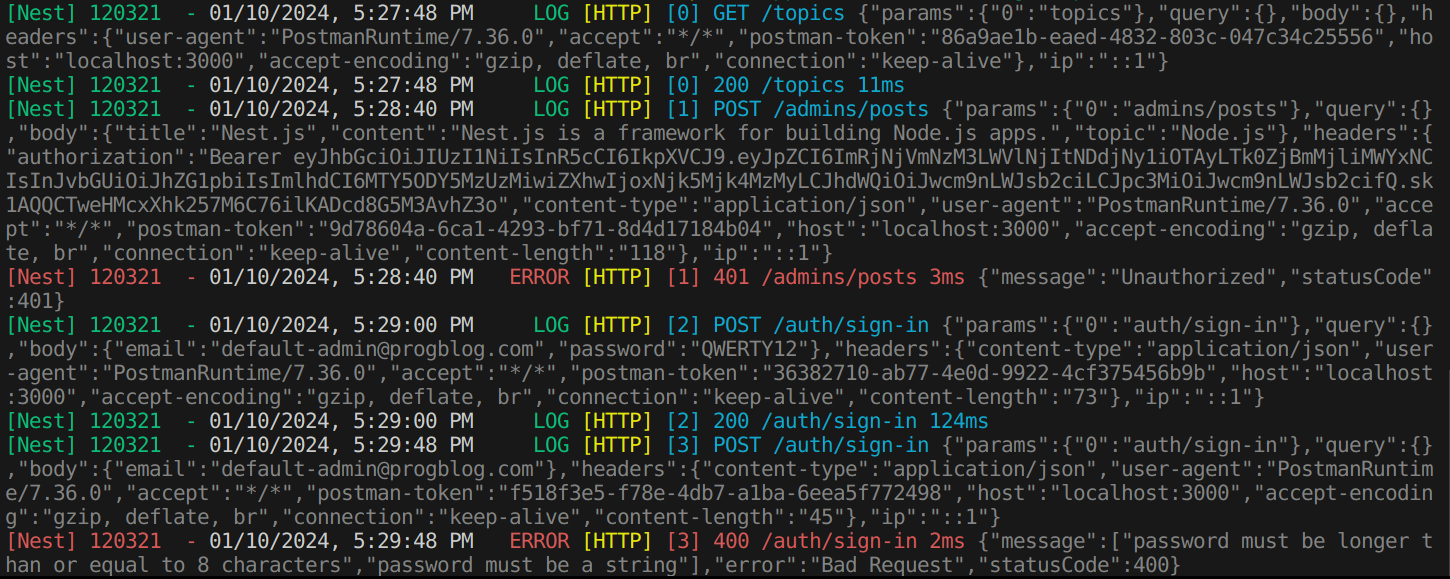 [Nest] 120321  - 01/10/2024, 5:27:48 PM     LOG [HTTP] [0] GET /topics {"params":{"0":"topics"},"query":{},"body":{},"h
eaders":{"user-agent":"PostmanRuntime/7.36.0","accept":"*/*","postman-token":"86a9ae1b-eaed-4832-803c-047c34c25556","ho
st":"localhost:3000","accept-encoding":"gzip, deflate, br","connection":"keep-alive"},"ip":"::1"}
[Nest] 120321  - 01/10/2024, 5:27:48 PM     LOG [HTTP] [0] 200 /topics 11ms
[Nest] 120321  - 01/10/2024, 5:28:40 PM     LOG [HTTP] [1] POST /admins/posts {"params":{"0":"admins/posts"},"query":{}
,"body":{"title":"Nest.js","content":"Nest.js is a framework for building Node.js apps.","topic":"Node.js"},"headers":{
"authorization":"Bearer eyJhbGciOiJIUzI1NiIsInR5cCI6IkpXVCJ9.eyJpZCI6ImRjNjVmNzM3LWVlNjItNDdjNy1iOTAyLTk0ZjBmMjliMWYxNC
IsInJvbGUiOiJhZG1pbiIsImlhdCI6MTY5ODY5MzUzMiwiZXhwIjoxNjk5Mjk4MzMyLCJhdWQiOiJwcm9nLWJsb2ciLCJpc3MiOiJwcm9nLWJsb2cifQ.sk
1AQQCTweHMcxXhk257M6C76ilKADcd8G5M3AvhZ3o","content-type":"application/json","user-agent":"PostmanRuntime/7.36.0","acce
pt":"*/*","postman-token":"9d78604a-6ca1-4293-bf71-8d4d17184b04","host":"localhost:3000","accept-encoding":"gzip, defla
te, br","connection":"keep-alive","content-length":"118"},"ip":"::1"}
[Nest] 120321  - 01/10/2024, 5:28:40 PM   ERROR [HTTP] [1] 401 /admins/posts 3ms {"message":"Unauthorized","statusCode"
:401}
[Nest] 120321  - 01/10/2024, 5:29:00 PM     LOG [HTTP] [2] POST /auth/sign-in {"params":{"0":"auth/sign-in"},"query":{}
,"body":{"email":"default-admin@progblog.com","password":"QWERTY12"},"headers":{"content-type":"application/json","user
-agent":"PostmanRuntime/7.36.0","accept":"*/*","postman-token":"36382710-ab77-4e0d-9922-4cf375456b9b","host":"localhost
:3000","accept-encoding":"gzip, deflate, br","connection":"keep-alive","content-length":"73"},"ip":"::1"}
[Nest] 120321  - 01/10/2024, 5:29:00 PM     LOG [HTTP] [2] 200 /auth/sign-in 124ms
[Nest] 120321  - 01/10/2024, 5:29:48 PM     LOG [HTTP] [3] POST /auth/sign-in {"params":{"0":"auth/sign-in"},"query":{}
,"body":{"email":"default-admin@progblog.com"},"headers":{"content-type":"application/json","user-agent":"PostmanRuntim
e/7.36.0","accept":"*/*","postman-token":"f518f3e5-f78e-4db7-a1ba-6eea5f772498","host":"localhost:3000","accept-encodin
g":"gzip, deflate, br","connection":"keep-alive","content-length":"45"},"ip":"::1"}
[Nest] 120321  - 01/10/2024, 5:29:48 PM   ERROR [HTTP] [3] 400 /auth/sign-in 2ms {"message":["password must be longer t
han or equal to 8 characters","password must be a string"],"error":"Bad Request","statusCode":400}